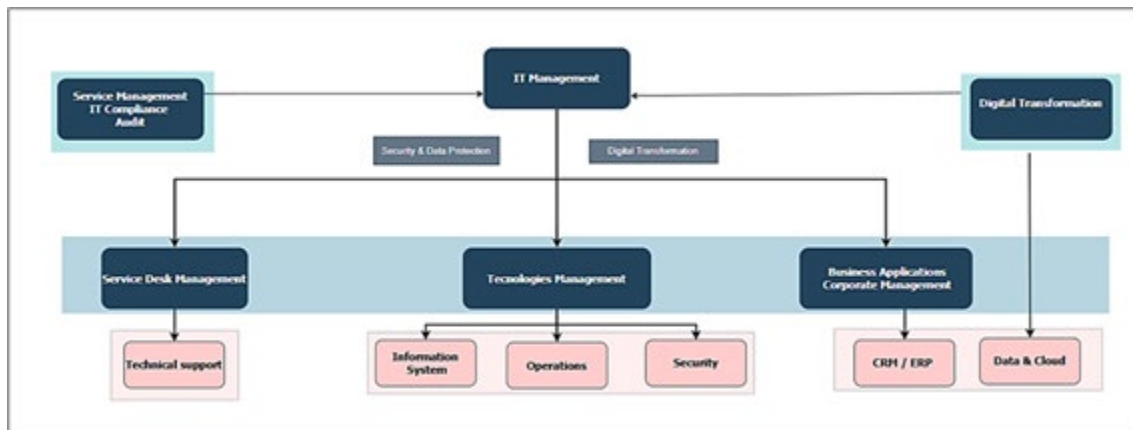 IT Management
Service Management
IT Compliance
Audit
Digital Transformation
Security & Data Protection
Digital Transformation
Service Desk Management
Tecnologies Management
Business Applications
Corporate Management
Technical support
Information
System
Operations
Security
CRM / ERP
Data & Cloud